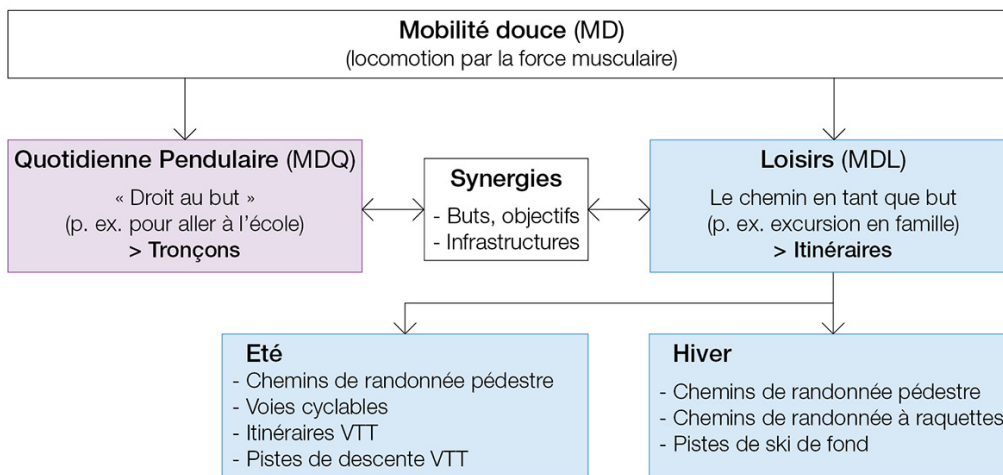 Mobilité douce (MD)
(locomotion par la force musculaire)
Quotidienne Pendulaire (MDQ)
« Droit au but »
(p. ex. pour aller à l’école)
> Tronçons
Synergies
- Buts, objectifs
- Infrastructures
Loisirs (MDL)
Le chemin en tant que but
(p. ex. excursion en famille)
> Itinéraires
Eté
- Chemins de randonnée pédestre
- Voies cyclables
- Itinéraires VTT
- Pistes de descente VTT
Hiver
- Chemins de randonnée pédestre
- Chemins de randonnée à raquettes
- Pistes de ski de fond